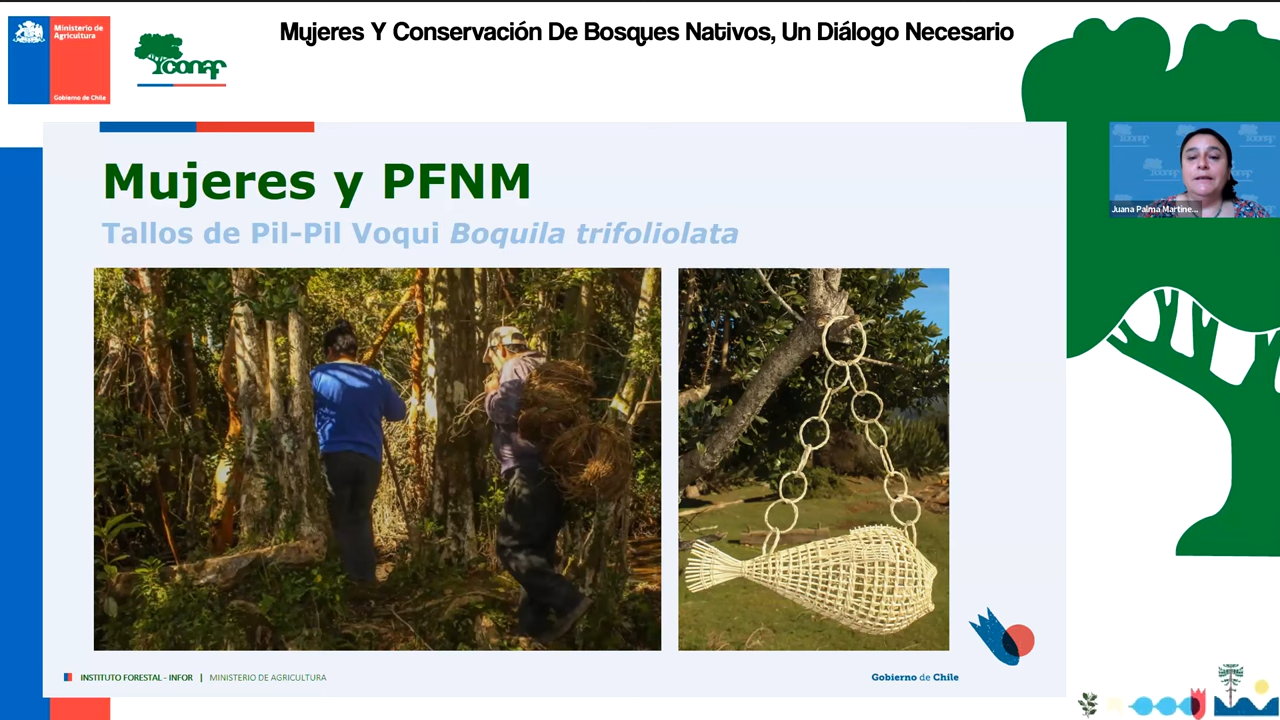 Mujeres Y Conservación De Bosques Nativos, Un Diálogo Necesario
Ministerio de
Agricultura
Gobierno de Chile
conaf
Mujeres y PFNM
Tallos de Pil-Pil Voqui Boquila trifoliolata
Juana Palma Martine...
INSTITUTO FORESTAL - INFOR | MINISTERIO DE AGRICULTURA
Gobierno de Chile